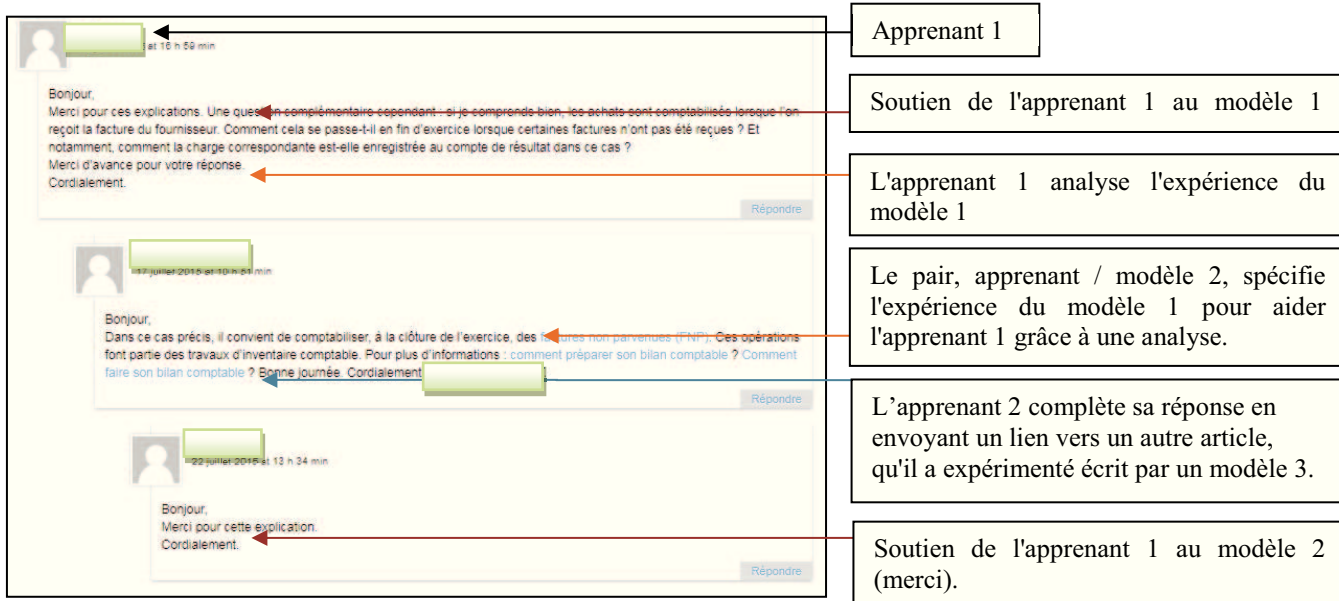 Apprenant 1
at 16 h 59 min
Bonjour,
Merci pour ces explications. Une question complémentaire cependant : si je comprends bien, les achats sont comptabilisés lorsque l'on
reçoit la facture du fournisseur. Comment cela se passe-t-il en fin d'exercice lorsque certaines factures n'ont pas été reçues ? Et
notamment, comment la charge correspondante est-elle enregistrée au compte de résultat dans ce cas ?
Merci d'avance pour votre réponse.
Cordialement.
Répondre
Soutien de l'apprenant 1 au modèle 1
L'apprenant 1 analyse l'expérience du
modèle 1
17 juillet 2015 at 10 h 51 min
Bonjour,
Dans ce cas précis, il convient de comptabiliser, à la clôture de l'exercice, des factures non parvenues (FNP). Ces opérations
font partie des travaux d'inventaire comptable. Pour plus d'informations : comment préparer son bilan comptable ? Comment
faire son bilan comptable ? Bonne journée. Cordialement
Répondre
Le pair, apprenant / modèle 2, spécifie
l'expérience du modèle 1 pour aider
l'apprenant 1 grâce à une analyse.
L’apprenant 2 complète sa réponse en
envoyant un lien vers un autre article,
qu'il a expérimenté écrit par un modèle 3.
22 juillet 2015 at 13 h 34 min
Bonjour,
Merci pour cette explication.
Cordialement.
Répondre
Soutien de l'apprenant 1 au modèle 2
(merci).